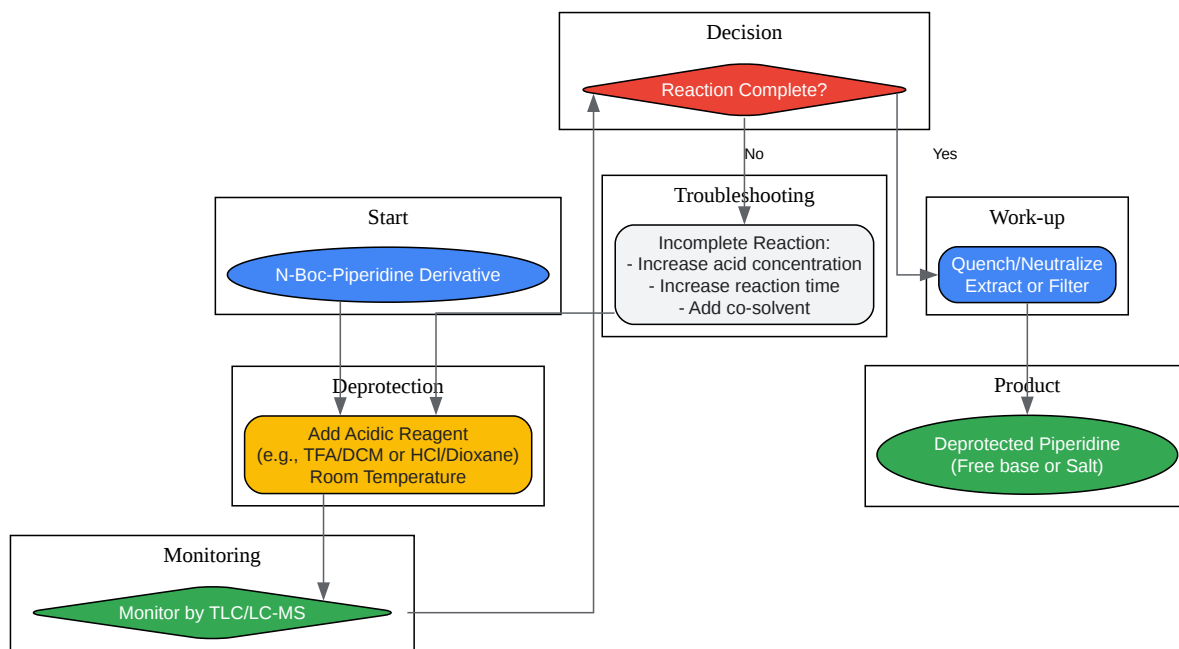 Decision
Reaction Complete?
No
Yes
Troubleshooting
Incomplete Reaction:
- Increase acid concentration
- Increase reaction time
- Add co-solvent
Start
N-Boc-Piperidine Derivative
Work-up
Quench/Neutralize
Extract or Filter
Deprotection
Add Acidic Reagent
(e.g., TFA/DCM or HCl/Dioxane)
Room Temperature
Product
Deprotected Piperidine
(Free base or Salt)
Monitoring
Monitor by TLC/LC-MS